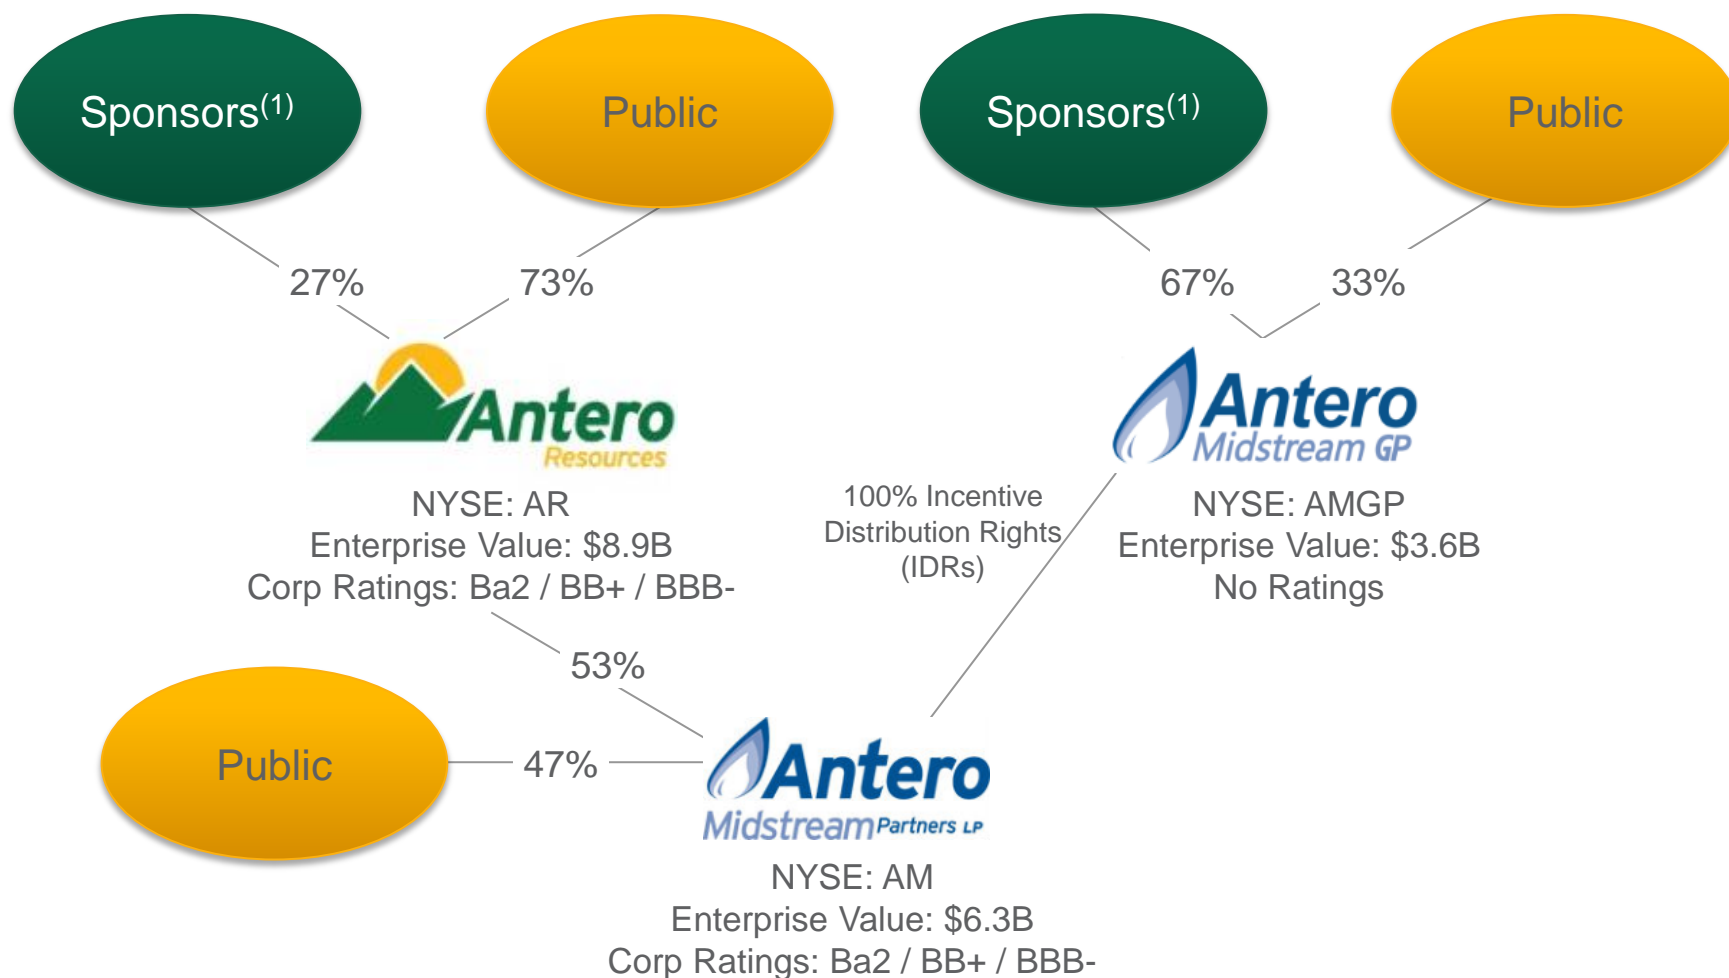 Sponsors(1)
Public
Sponsors(1)
Public
27%
73%
67%
33%
Antero
Resources
NYSE: AR
Enterprise Value: $8.9B
Corp Ratings: Ba2 / BB+ / BBB-
100% Incentive
Distribution Rights
(IDRs)
Antero
Midstream GP
NYSE: AMGP
Enterprise Value: $3.6B
No Ratings
53%
Public
47%
Antero
Midstream Partners LP
NYSE: AM
Enterprise Value: $6.3B
Corp Ratings: Ba2 / BB+ / BBB-